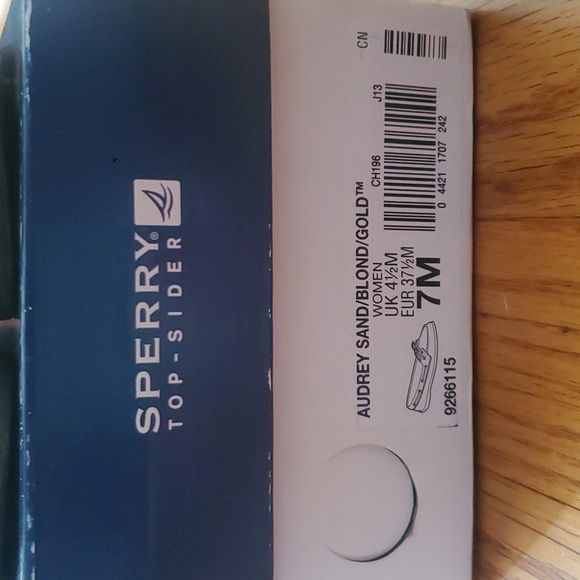 SPERRY®
TOP-SIDER
CN
J13
CH196
0 4421 1707 242
AUDREY SAND/BLOND/GOLD™
WOMEN
UK 4½M
EUR 37½M
7M
9266115